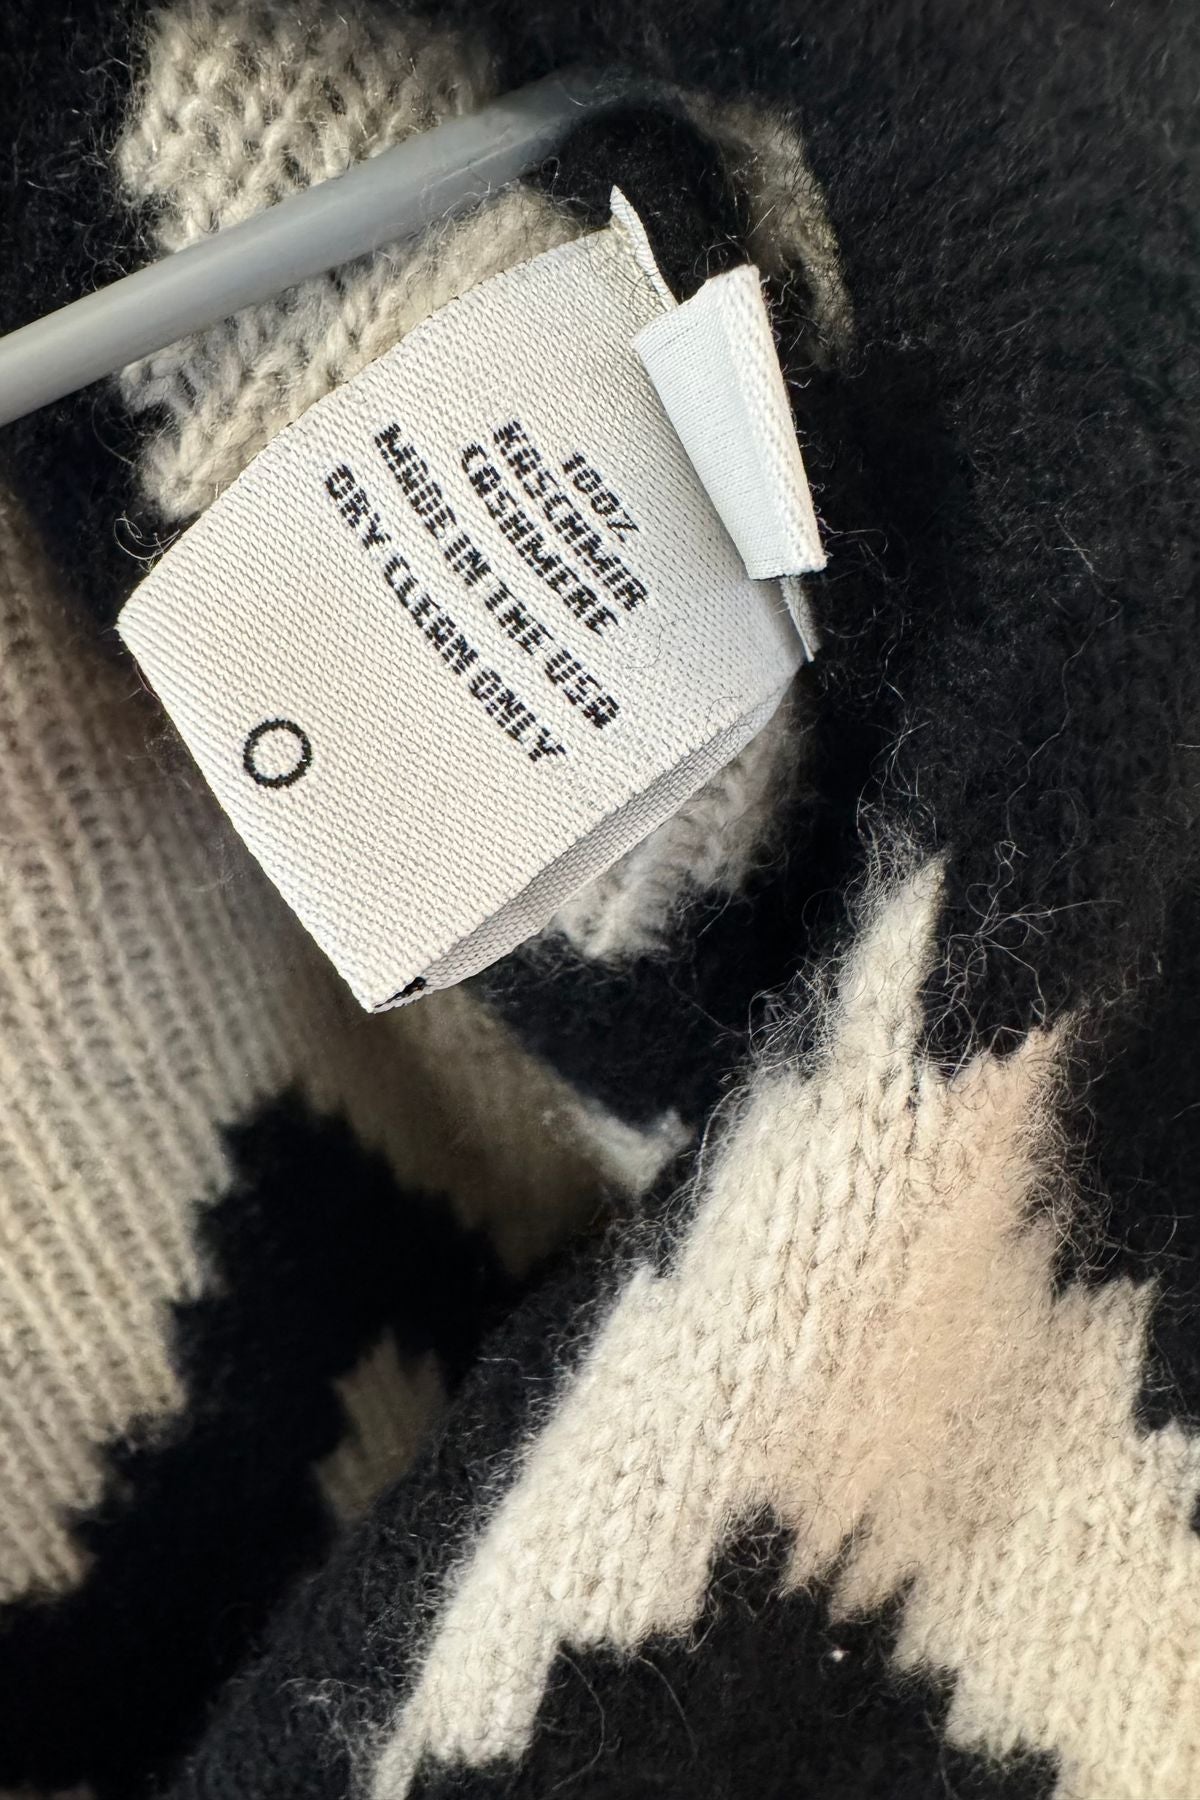 100%
KASCHMIR
CASHMERE
MADE IN THE USA
DRY CLEAN ONLY